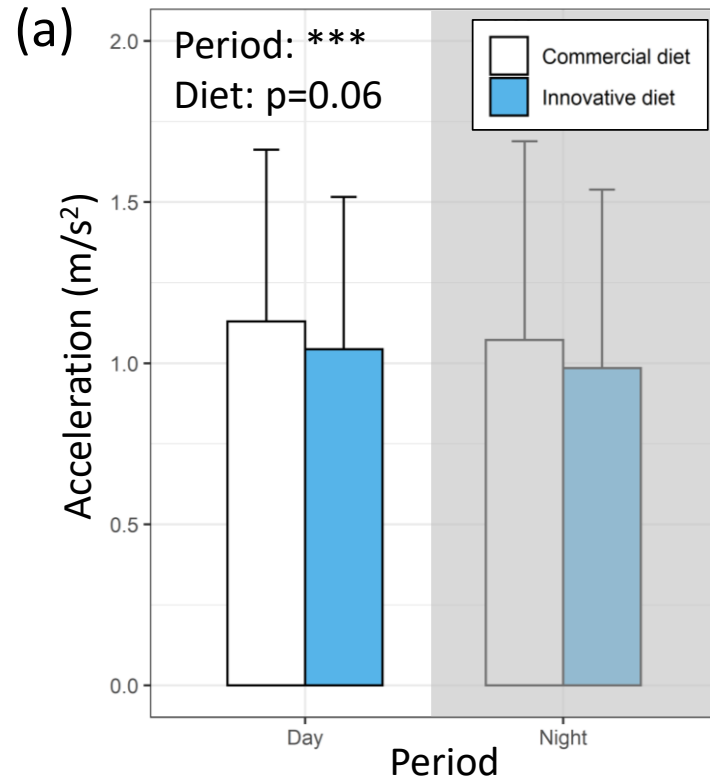 (a)
Period: ***
Diet: p=0.06
Commercial diet
Innovative diet
Acceleration (m/s²)
2.0
1.5
1.0
0.5
0.0
Day
Night
Period